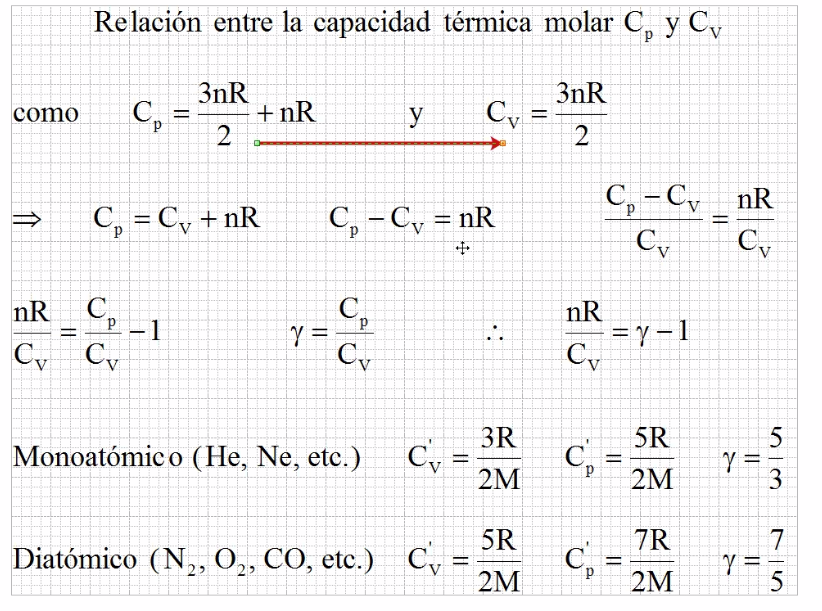 Relación entre la capacidad térmica molar C_p y C_V
como C_p = 3nR/2 + nR y C_V = 3nR/2
⇒ C_p = C_V + nR C_p − C_V = nR (C_p − C_V)/C_V = nR/C_V
nR/C_V = C_p/C_V − 1 γ = C_p/C_V ∴ nR/C_V = γ − 1
Monoatómico (He, Ne, etc.) C'_V = 3R/2M C'_p = 5R/2M γ = 5/3
Diatómico (N₂, O₂, CO, etc.) C'_V = 5R/2M C'_p = 7R/2M γ = 7/5